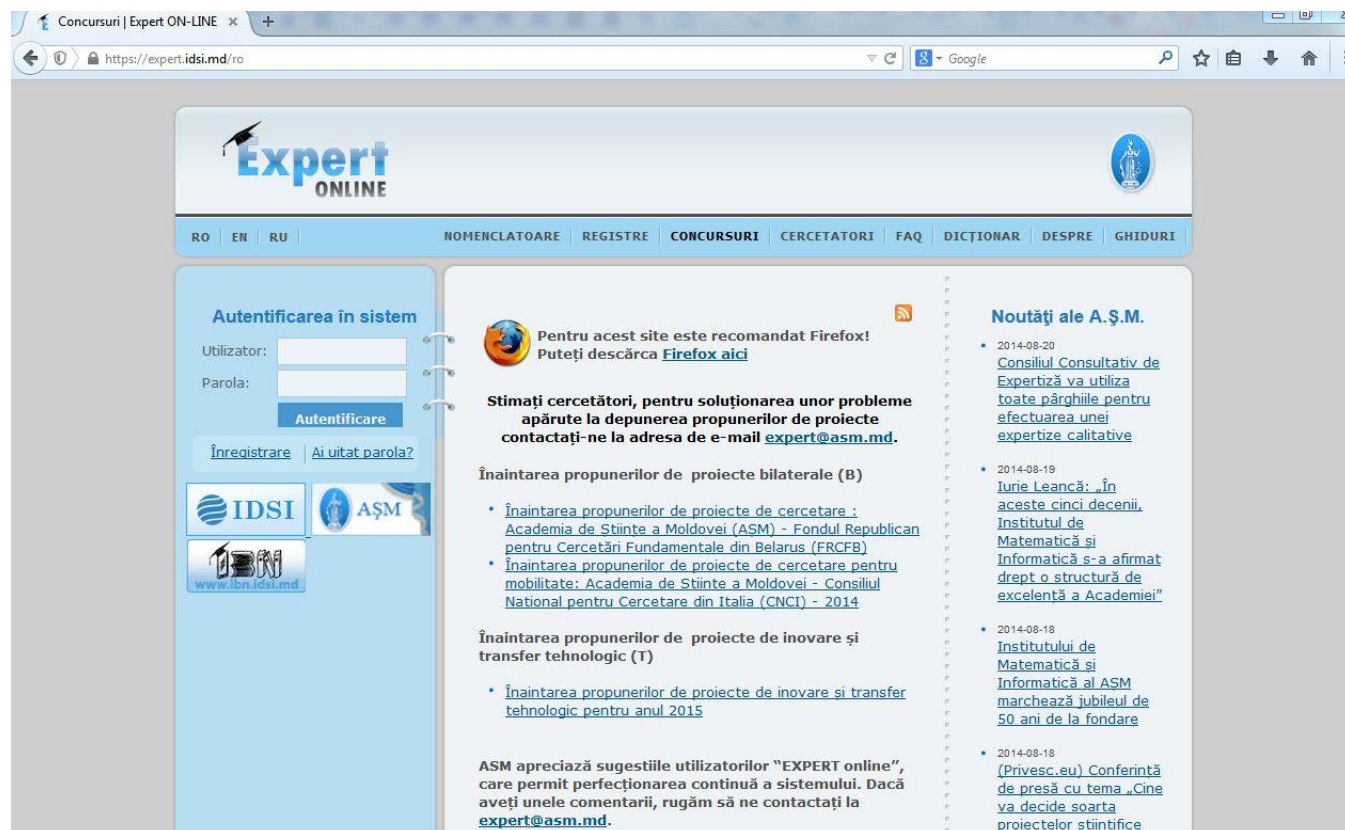 Concursuri | Expert ON-LINE
https://expert.idsi.md/ro
Google
Expert
ONLINE
RO EN RU
NOMENCLATOARE REGISTRE CONCURSURI CERCETATORI FAQ DICȚIONAR DESPRE GHIDURI
Autentificarea în sistem
Utilizator:
Parola:
Autentificare
Înregistrare Ai uitat parola?
IDSI
AȘM
IBN
www.ibn.idsi.md
Pentru acest site este recomandat Firefox!
Puteți descărca Firefox aici
Stimați cercetători, pentru soluționarea unor probleme
apărute la depunerea propunerilor de proiecte
contactați-ne la adresa de e-mail expert@asm.md.
Înaintarea propunerilor de proiecte bilaterale (B)
• Înaintarea propunerilor de proiecte de cercetare :
Academia de Științe a Moldovei (AȘM) - Fondul Republican
pentru Cercetări Fundamentale din Belarus (FRCFB)
• Înaintarea propunerilor de proiecte de cercetare pentru
mobilitate: Academia de Științe a Moldovei - Consiliul
Național pentru Cercetare din Italia (CNCI) - 2014
Înaintarea propunerilor de proiecte de inovare și
transfer tehnologic (T)
• Înaintarea propunerilor de proiecte de inovare și transfer
tehnologic pentru anul 2015
ASM apreciază sugestiile utilizatorilor “EXPERT online”,
care permit perfecționarea continuă a sistemului. Dacă
aveți unele comentarii, rugăm să ne contactați la
expert@asm.md.
Noutăţi ale A.Ş.M.
• 2014-08-20
Consiliul Consultativ de
Expertiză va utiliza
toate pârghiile pentru
efectuarea unei
expertize calitative
• 2014-08-19
Iurie Leancă: „În
aceste cinci decenii,
Institutul de
Matematică și
Informatică s-a afirmat
drept o structură de
excelență a Academiei”
• 2014-08-18
Institutului de
Matematică și
Informatică al AȘM
marchează jubileul de
50 ani de la fondare
• 2014-08-18
(Privesc.eu) Conferință
de presă cu tema „Cine
va decide soarta
proiectelor științifice